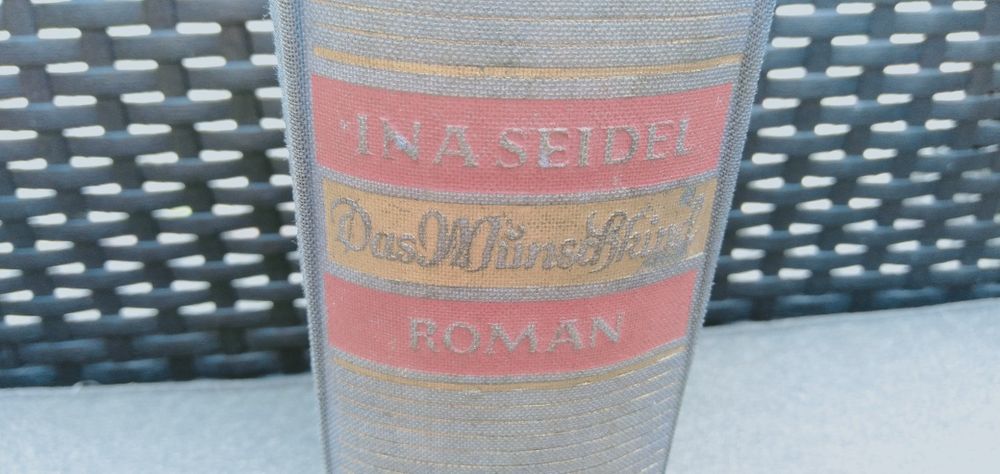 INA SEIDEL
Das Wunschkind
ROMAN